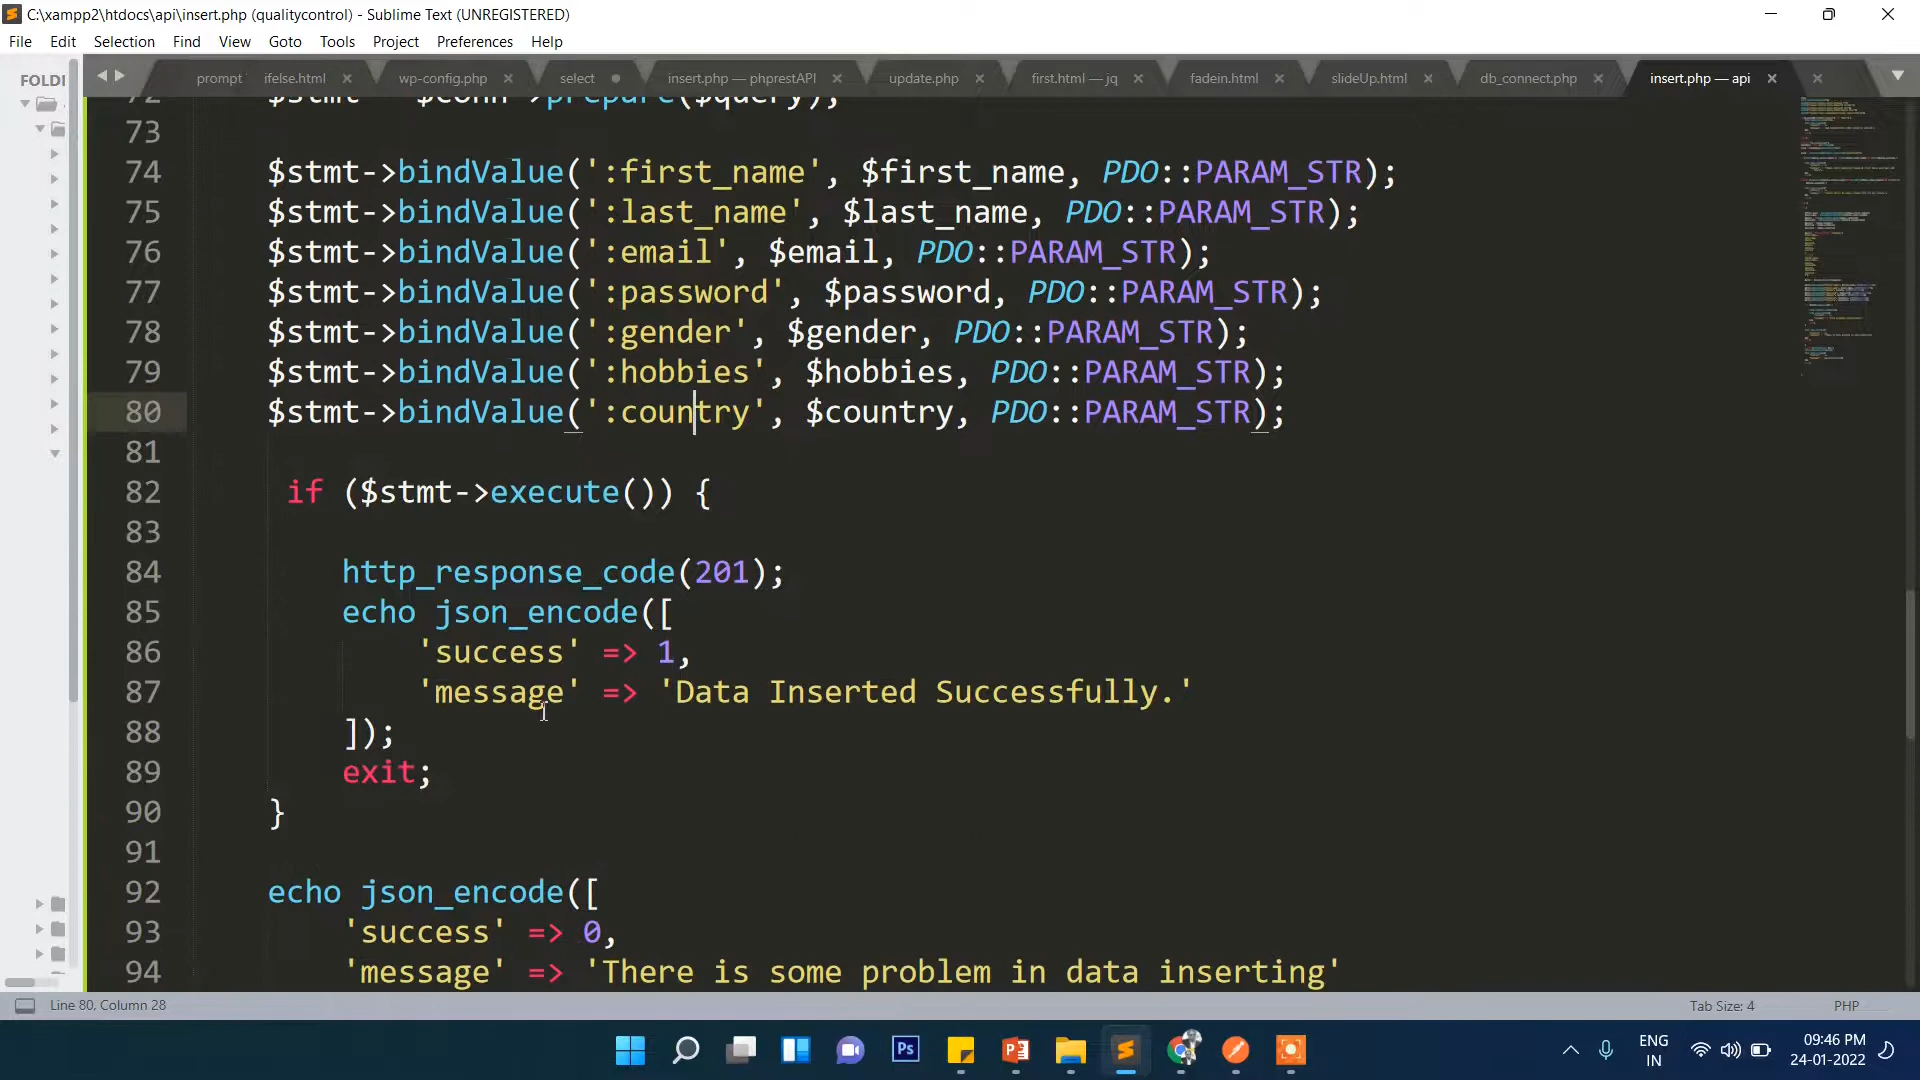 C:\xampp2\htdocs\api\insert.php (qualitycontrol) - Sublime Text (UNREGISTERED)
File Edit Selection Find View Goto Tools Project Preferences Help
FOLDI
prompt ifelse.html wp-config.php select insert.php — phprestAPI update.php first.html — jq fadein.html slideUp.html db_connect.php insert.php — api
72 $stmt = $conn->prepare($query);
73
74 $stmt->bindValue(':first_name', $first_name, PDO::PARAM_STR);
75 $stmt->bindValue(':last_name', $last_name, PDO::PARAM_STR);
76 $stmt->bindValue(':email', $email, PDO::PARAM_STR);
77 $stmt->bindValue(':password', $password, PDO::PARAM_STR);
78 $stmt->bindValue(':gender', $gender, PDO::PARAM_STR);
79 $stmt->bindValue(':hobbies', $hobbies, PDO::PARAM_STR);
80 $stmt->bindValue(':country', $country, PDO::PARAM_STR);
81
82 if ($stmt->execute()) {
83
84 http_response_code(201);
85 echo json_encode([
86 'success' => 1,
87 'message' => 'Data Inserted Successfully.'
88 ]);
89 exit;
90 }
91
92 echo json_encode([
93 'success' => 0,
94 'message' => 'There is some problem in data inserting'
Line 80, Column 28
Tab Size: 4
PHP
Ps
ENG
IN
09:46 PM
24-01-2022